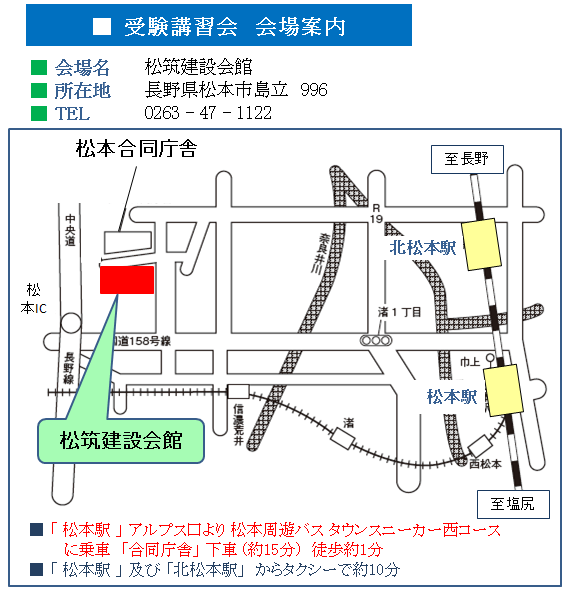 ■ 受験講習会 会場案内
■ 会場名 松筑建設会館
■ 所在地 長野県松本市島立 996
■ TEL 0263-47-1122
松本合同庁舎
至長野
中央道
R19
奈良井川
北松本駅
松本IC
渚1丁目
国道158号線
長野線
巾上
松本駅
松筑建設会館
信濃荒井
渚
西松本
至塩尻
■「 松本駅 」 アルプス口より 松本周遊バス タウンスニーカー西コース
に乗車 「合同庁舎」 下車 (約15分) 徒歩約1分
■「 松本駅 」 及び 「北松本駅」 からタクシーで約10分